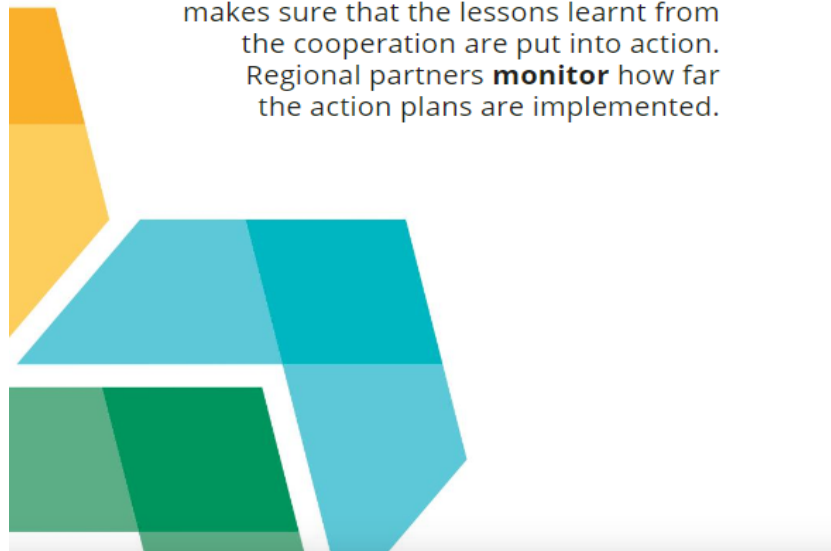 makes sure that the lessons learnt from
the cooperation are put into action.
Regional partners monitor how far
the action plans are implemented.